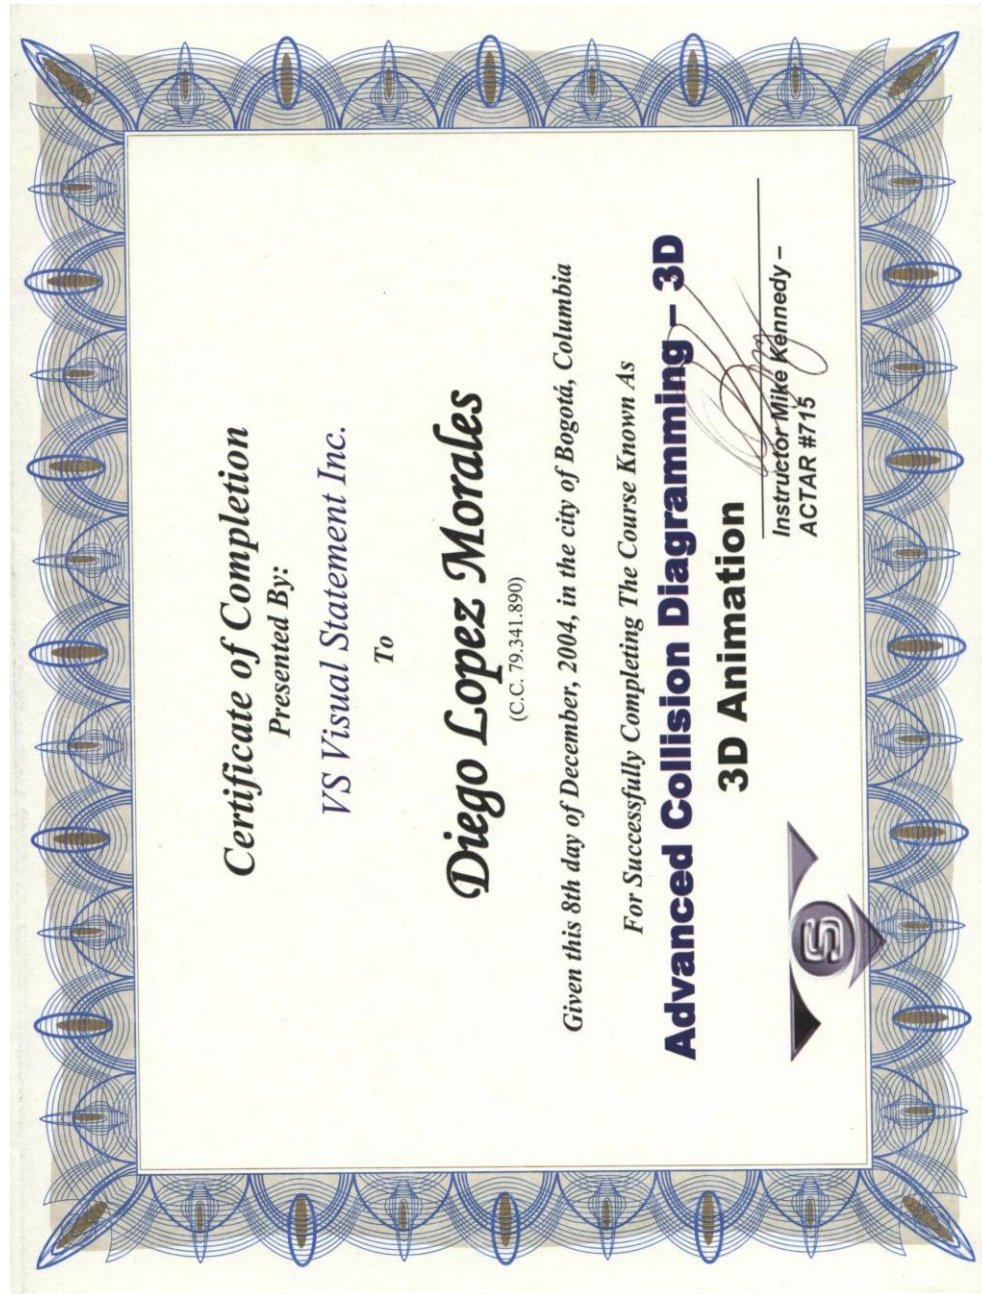 Certificate of Completion
Presented By:
VS Visual Statement Inc.
To
Diego Lopez Morales
(C.C. 79.341.890)
Given this 8th day of December, 2004, in the city of Bogotá, Columbia
For Successfully Completing The Course Known As
Advanced Collision Diagramming – 3D
3D Animation
Instructor Mike Kennedy –
ACTAR #715
S